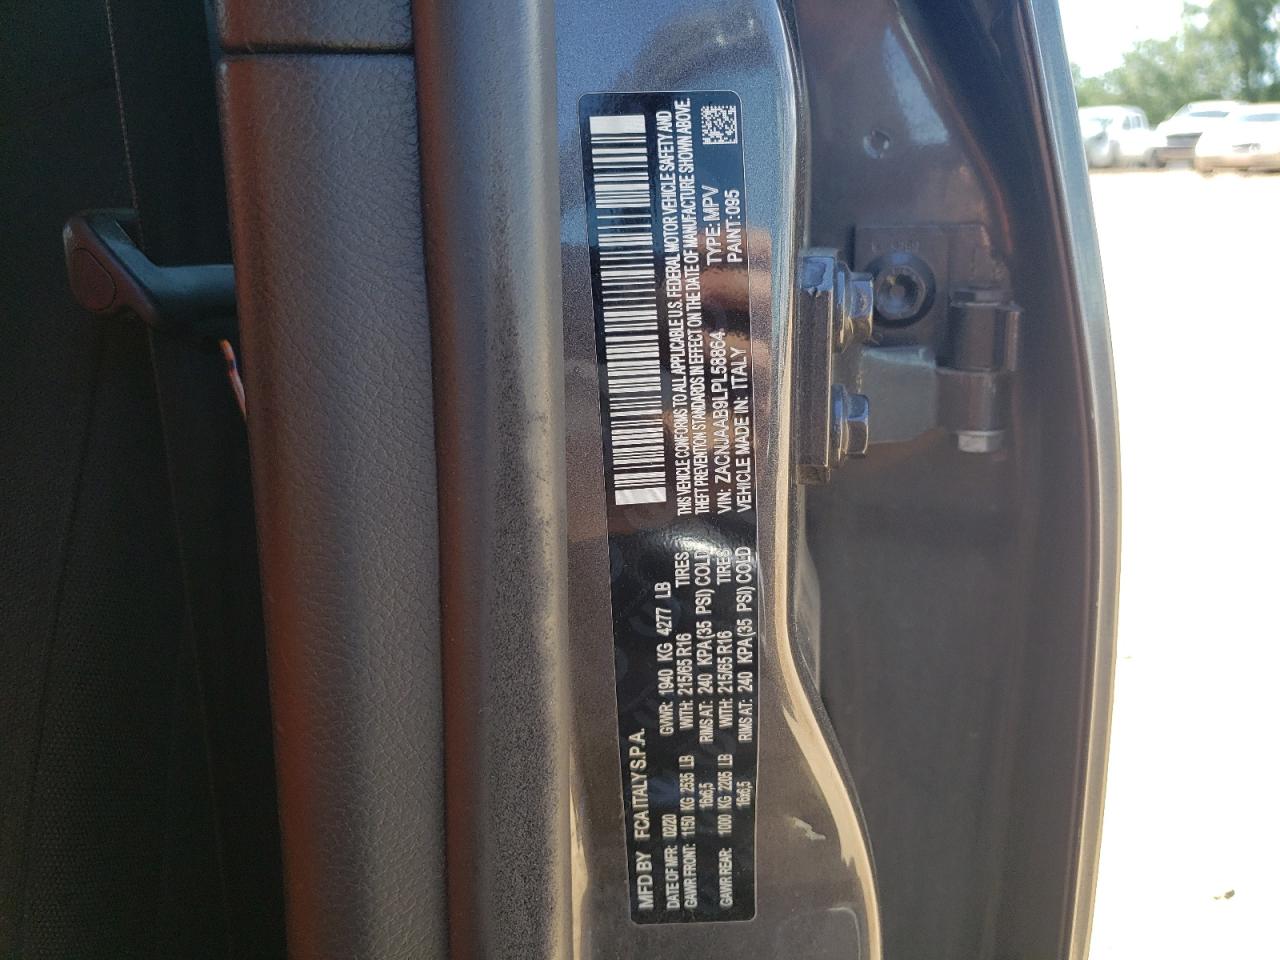 MFD BY FCA ITALY S.P.A.
DATE OF MFR: 02/20 GVWR: 1940 KG 4277 LB
GAWR FRONT: 1150 KG 2535 LB WITH: 215/65 R16 TIRES
16x6,5 RIMS AT: 240 KPA (35 PSI) COLD
GAWR REAR: 1000 KG 2205 LB WITH: 215/65 R16 TIRES
16x6,5 RIMS AT: 240 KPA (35 PSI) COLD
THIS VEHICLE CONFORMS TO ALL APPLICABLE U.S. FEDERAL MOTOR VEHICLE SAFETY AND
THEFT PREVENTION STANDARDS IN EFFECT ON THE DATE OF MANUFACTURE SHOWN ABOVE.
VIN: ZACNJAAB9LPL58864 TYPE: MPV
VEHICLE MADE IN: ITALY PAINT: 095